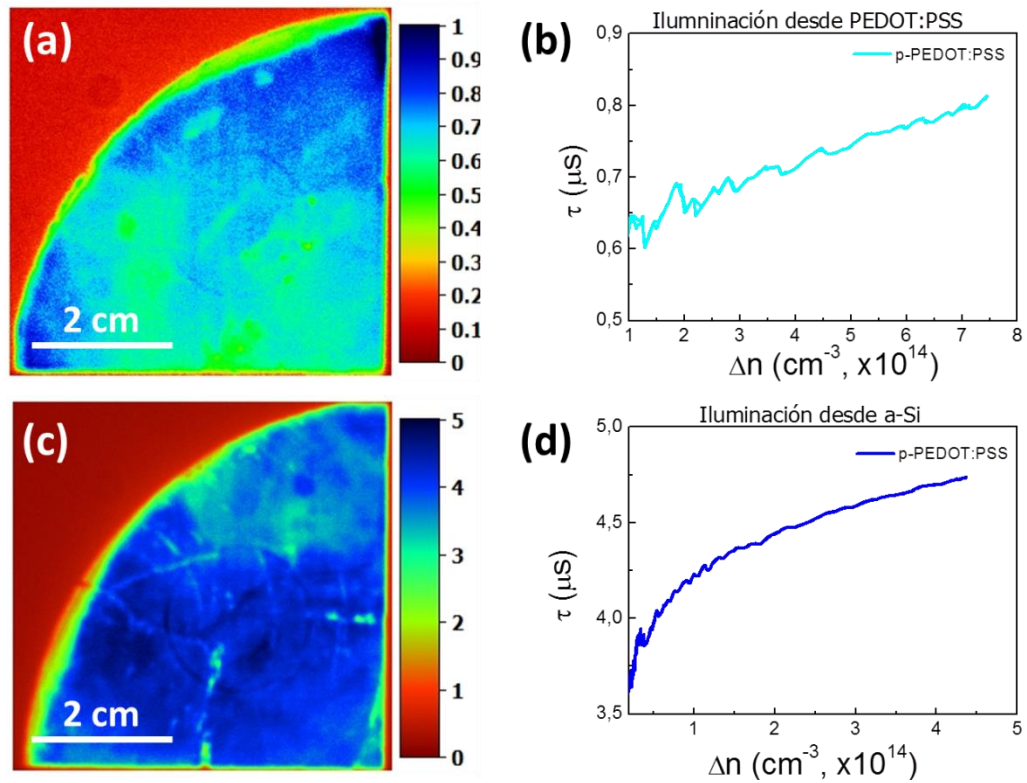 (a)
1
0.9
0.8
0.7
0.6
0.5
0.4
0.3
0.2
0.1
0
2 cm
(b)
Ilumninación desde PEDOT:PSS
p-PEDOT:PSS
0,9
0,8
0,7
0,6
0,5
τ (μs)
1 2 3 4 5 6 7 8
Δn (cm⁻³, x10¹⁴)
(c)
5
4
3
2
1
0
2 cm
(d)
Iluminación desde a-Si
p-PEDOT:PSS
5,0
4,5
4,0
3,5
τ (μs)
1 2 3 4 5
Δn (cm⁻³, x10¹⁴)